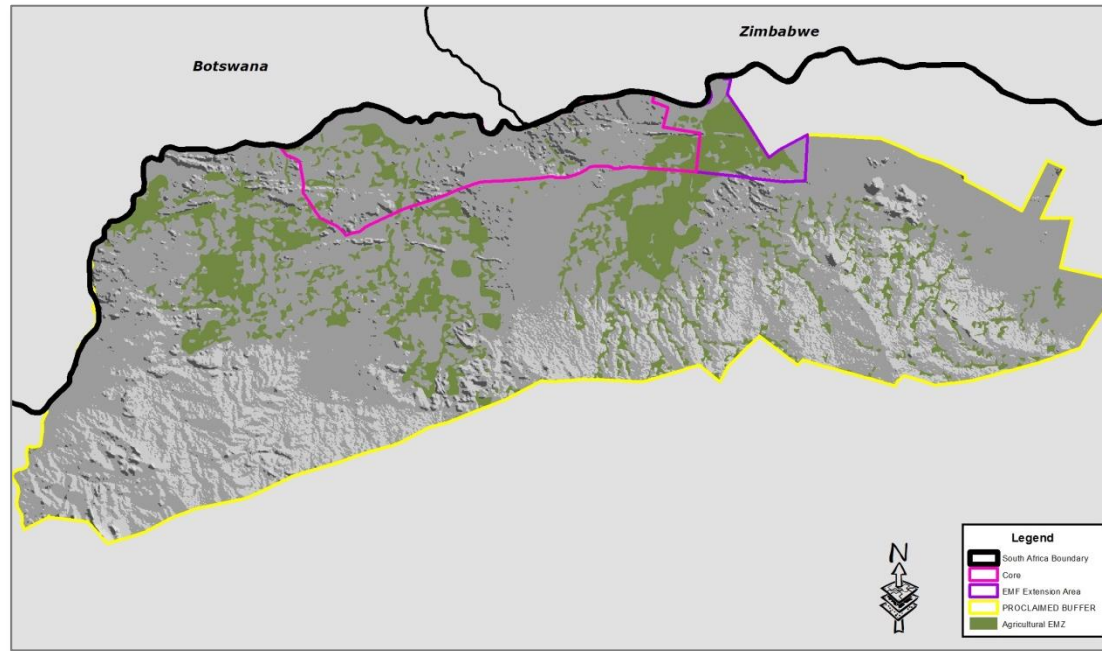 Zimbabwe
Botswana
N
Legend
South Africa Boundary
Core
EMF Extension Area
PROCLAIMED BUFFER
Agricultural EMZ